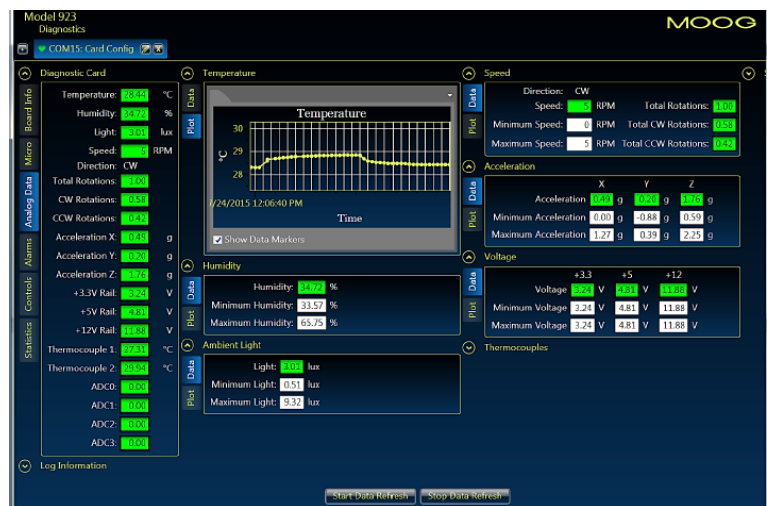 Model 923
Diagnostics
MOOG
COM15: Card Config
Board Info
Micro
Analog Data
Alarms
Controls
Statistics
Diagnostic Card
Temperature: 28.44 °C
Humidity: 34.72 %
Light: 3.01 lux
Speed: 5 RPM
Direction: CW
Total Rotations: 1.00
CW Rotations: 0.58
CCW Rotations: 0.42
Acceleration X: 0.49 g
Acceleration Y: 0.20 g
Acceleration Z: 1.76 g
+3.3V Rail: 3.24 V
+5V Rail: 4.81 V
+12V Rail: 11.88 V
Thermocouple 1: 27.31 °C
Thermocouple 2: 29.94 °C
ADC0: 0.00
ADC1: 0.00
ADC2: 0.00
ADC3: 0.00
Log Information
Temperature
Data
Plot
Temperature
°C
30
29
28
7/24/2015 12:06:40 PM
Time
Show Data Markers
Humidity
Data
Plot
Humidity: 34.72 %
Minimum Humidity: 33.57 %
Maximum Humidity: 65.75 %
Ambient Light
Data
Plot
Light: 3.01 lux
Minimum Light: 0.51 lux
Maximum Light: 9.32 lux
Speed
Data
Plot
Direction: CW
Speed: 5 RPM Total Rotations: 1.00
Minimum Speed: 0 RPM Total CW Rotations: 0.58
Maximum Speed: 5 RPM Total CCW Rotations: 0.42
Acceleration
Data
Plot
X Y Z
Acceleration 0.49 g 0.20 g 1.76 g
Minimum Acceleration 0.00 g -0.88 g 0.59 g
Maximum Acceleration 1.27 g 0.39 g 2.25 g
Voltage
Data
Plot
+3.3 +5 +12
Voltage 3.24 V 4.81 V 11.88 V
Minimum Voltage 3.24 V 4.81 V 11.88 V
Maximum Voltage 3.24 V 4.81 V 11.88 V
Thermocouples
Start Data Refresh Stop Data Refresh